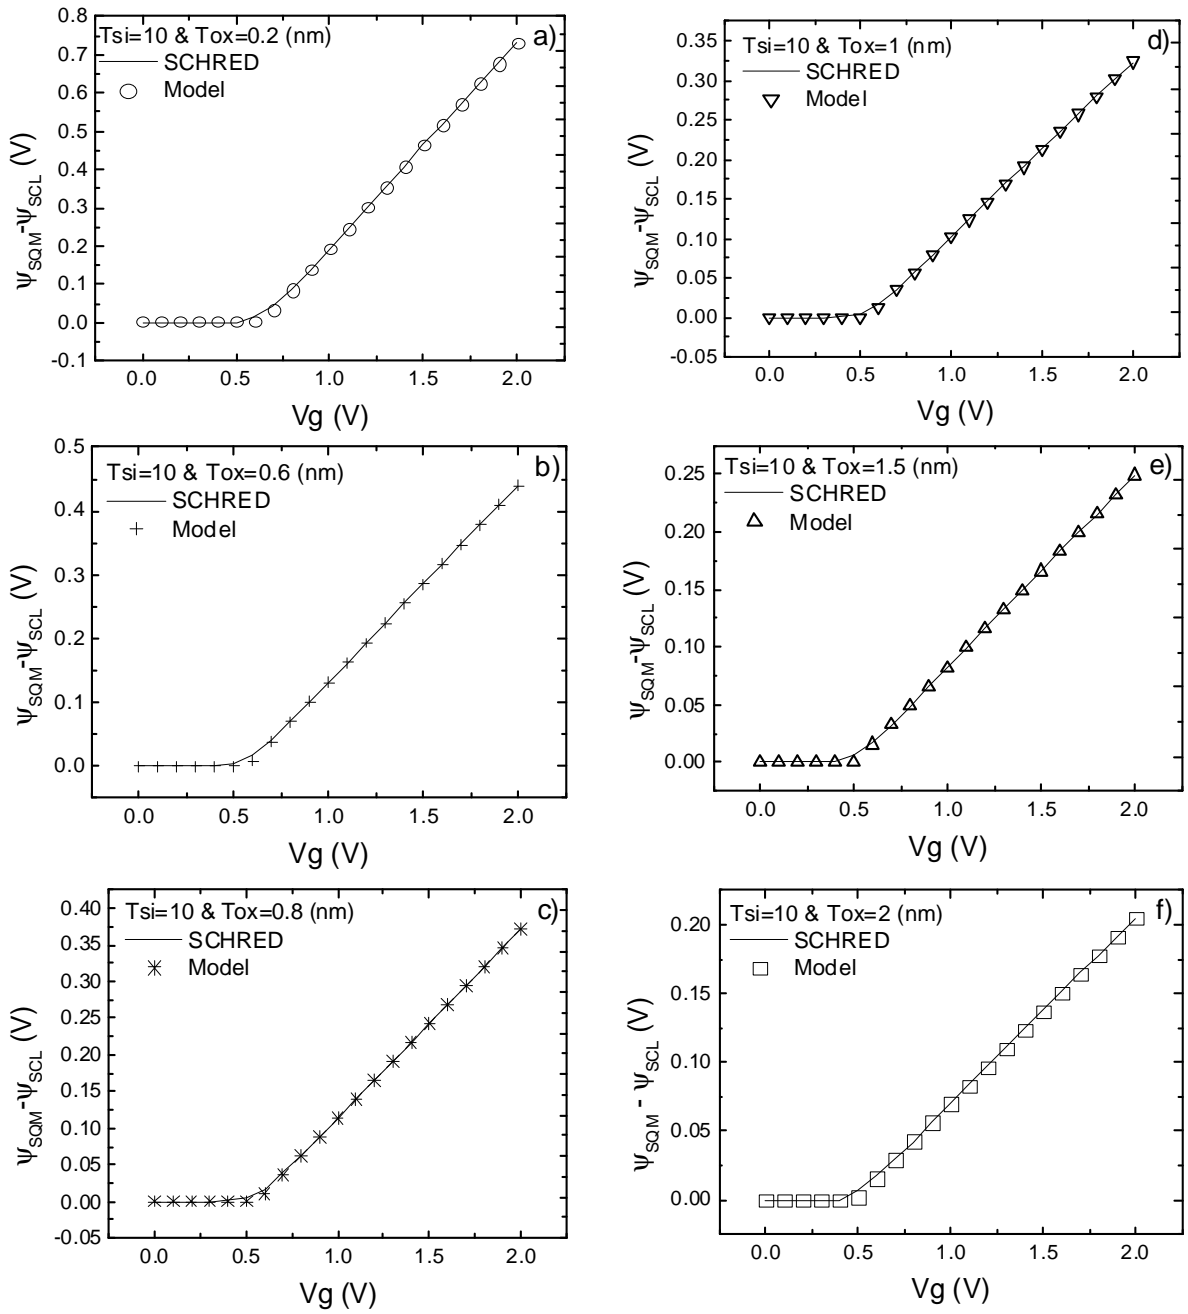 Tsi=10 & Tox=0.2 (nm)
SCHRED
Model
a)
0.8
0.7
0.6
0.5
0.4
0.3
0.2
0.1
0.0
-0.1
ψSQM-ψSCL (V)
0.0 0.5 1.0 1.5 2.0
Vg (V)
Tsi=10 & Tox=1 (nm)
SCHRED
Model
d)
0.35
0.30
0.25
0.20
0.15
0.10
0.05
0.00
-0.05
ψSQM-ψSCL (V)
0.0 0.5 1.0 1.5 2.0
Vg (V)
Tsi=10 & Tox=0.6 (nm)
SCHRED
Model
b)
0.5
0.4
0.3
0.2
0.1
0.0
ψSQM-ψSCL (V)
0.0 0.5 1.0 1.5 2.0
Vg (V)
Tsi=10 & Tox=1.5 (nm)
SCHRED
Model
e)
0.25
0.20
0.15
0.10
0.05
0.00
ψSQM-ψSCL (V)
0.0 0.5 1.0 1.5 2.0
Vg (V)
Tsi=10 & Tox=0.8 (nm)
SCHRED
Model
c)
0.40
0.35
0.30
0.25
0.20
0.15
0.10
0.05
0.00
-0.05
ψSQM-ψSCL (V)
0.0 0.5 1.0 1.5 2.0
Vg (V)
Tsi=10 & Tox=2 (nm)
SCHRED
Model
f)
0.20
0.15
0.10
0.05
0.00
ψSQM - ψSCL (V)
0.0 0.5 1.0 1.5 2.0
Vg (V)